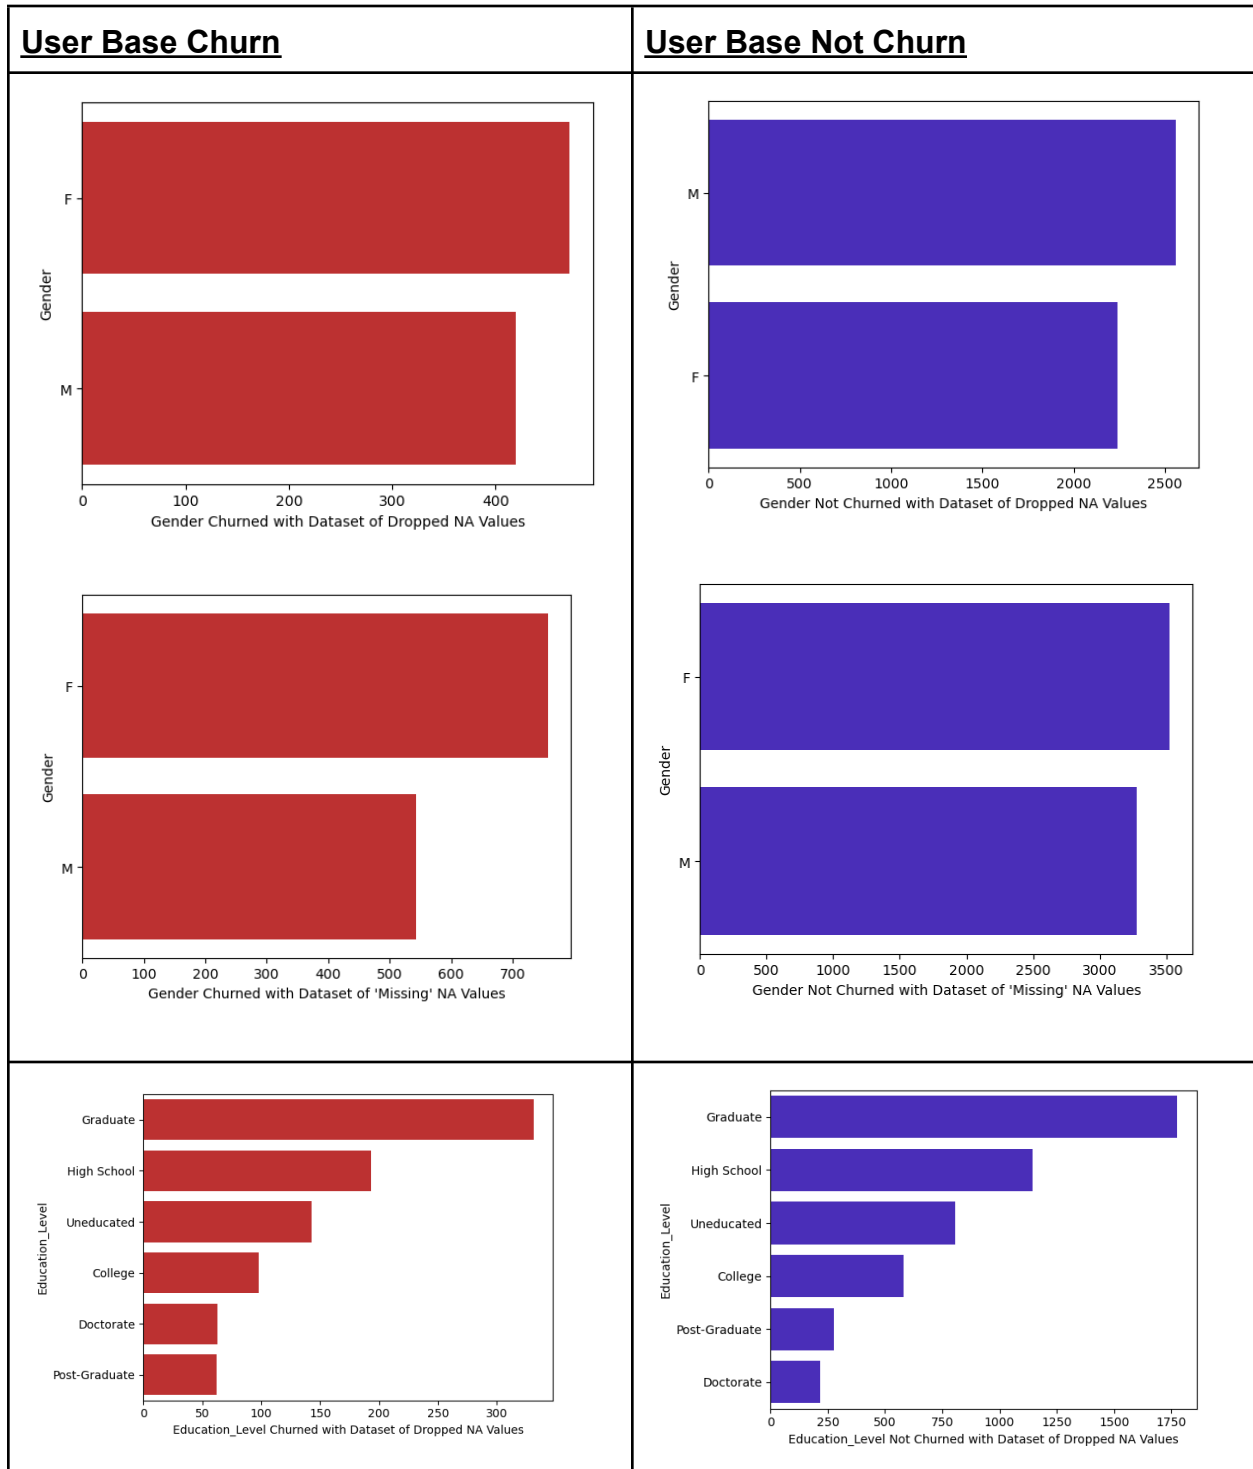 User Base Churn
User Base Not Churn
Gender
F
M
0 100 200 300 400
Gender Churned with Dataset of Dropped NA Values
Gender
M
F
0 500 1000 1500 2000 2500
Gender Not Churned with Dataset of Dropped NA Values
Gender
F
M
0 100 200 300 400 500 600 700
Gender Churned with Dataset of 'Missing' NA Values
Gender
F
M
0 500 1000 1500 2000 2500 3000 3500
Gender Not Churned with Dataset of 'Missing' NA Values
Education_Level
Graduate
High School
Uneducated
College
Doctorate
Post-Graduate
0 50 100 150 200 250 300
Education_Level Churned with Dataset of Dropped NA Values
Education_Level
Graduate
High School
Uneducated
College
Post-Graduate
Doctorate
0 250 500 750 1000 1250 1500 1750
Education_Level Not Churned with Dataset of Dropped NA Values